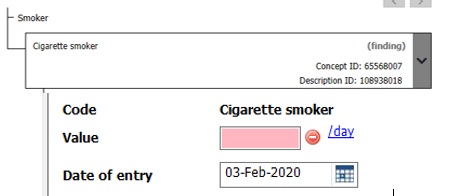 Smoker
Cigarette smoker (finding)
Concept ID: 65568007
Description ID: 108938018
Code Cigarette smoker
Value /day
Date of entry 03-Feb-2020